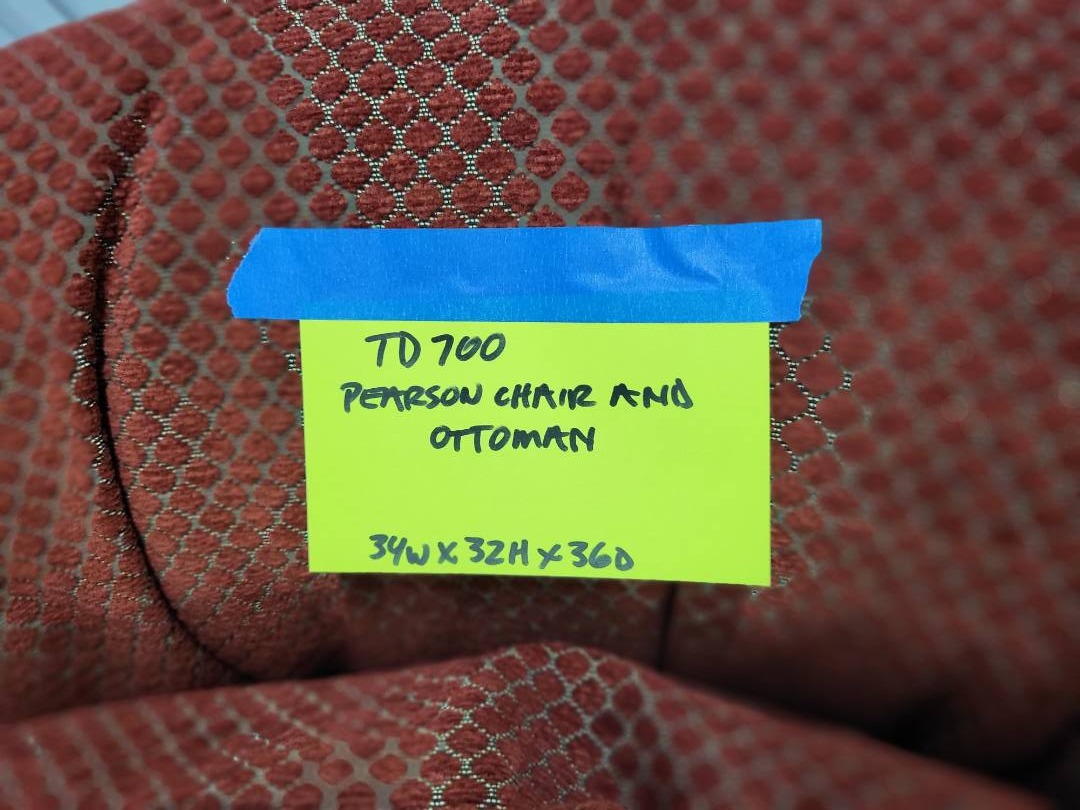 TD 700
PEARSON CHAIR AND
OTTOMAN
34W X 32H X 36D